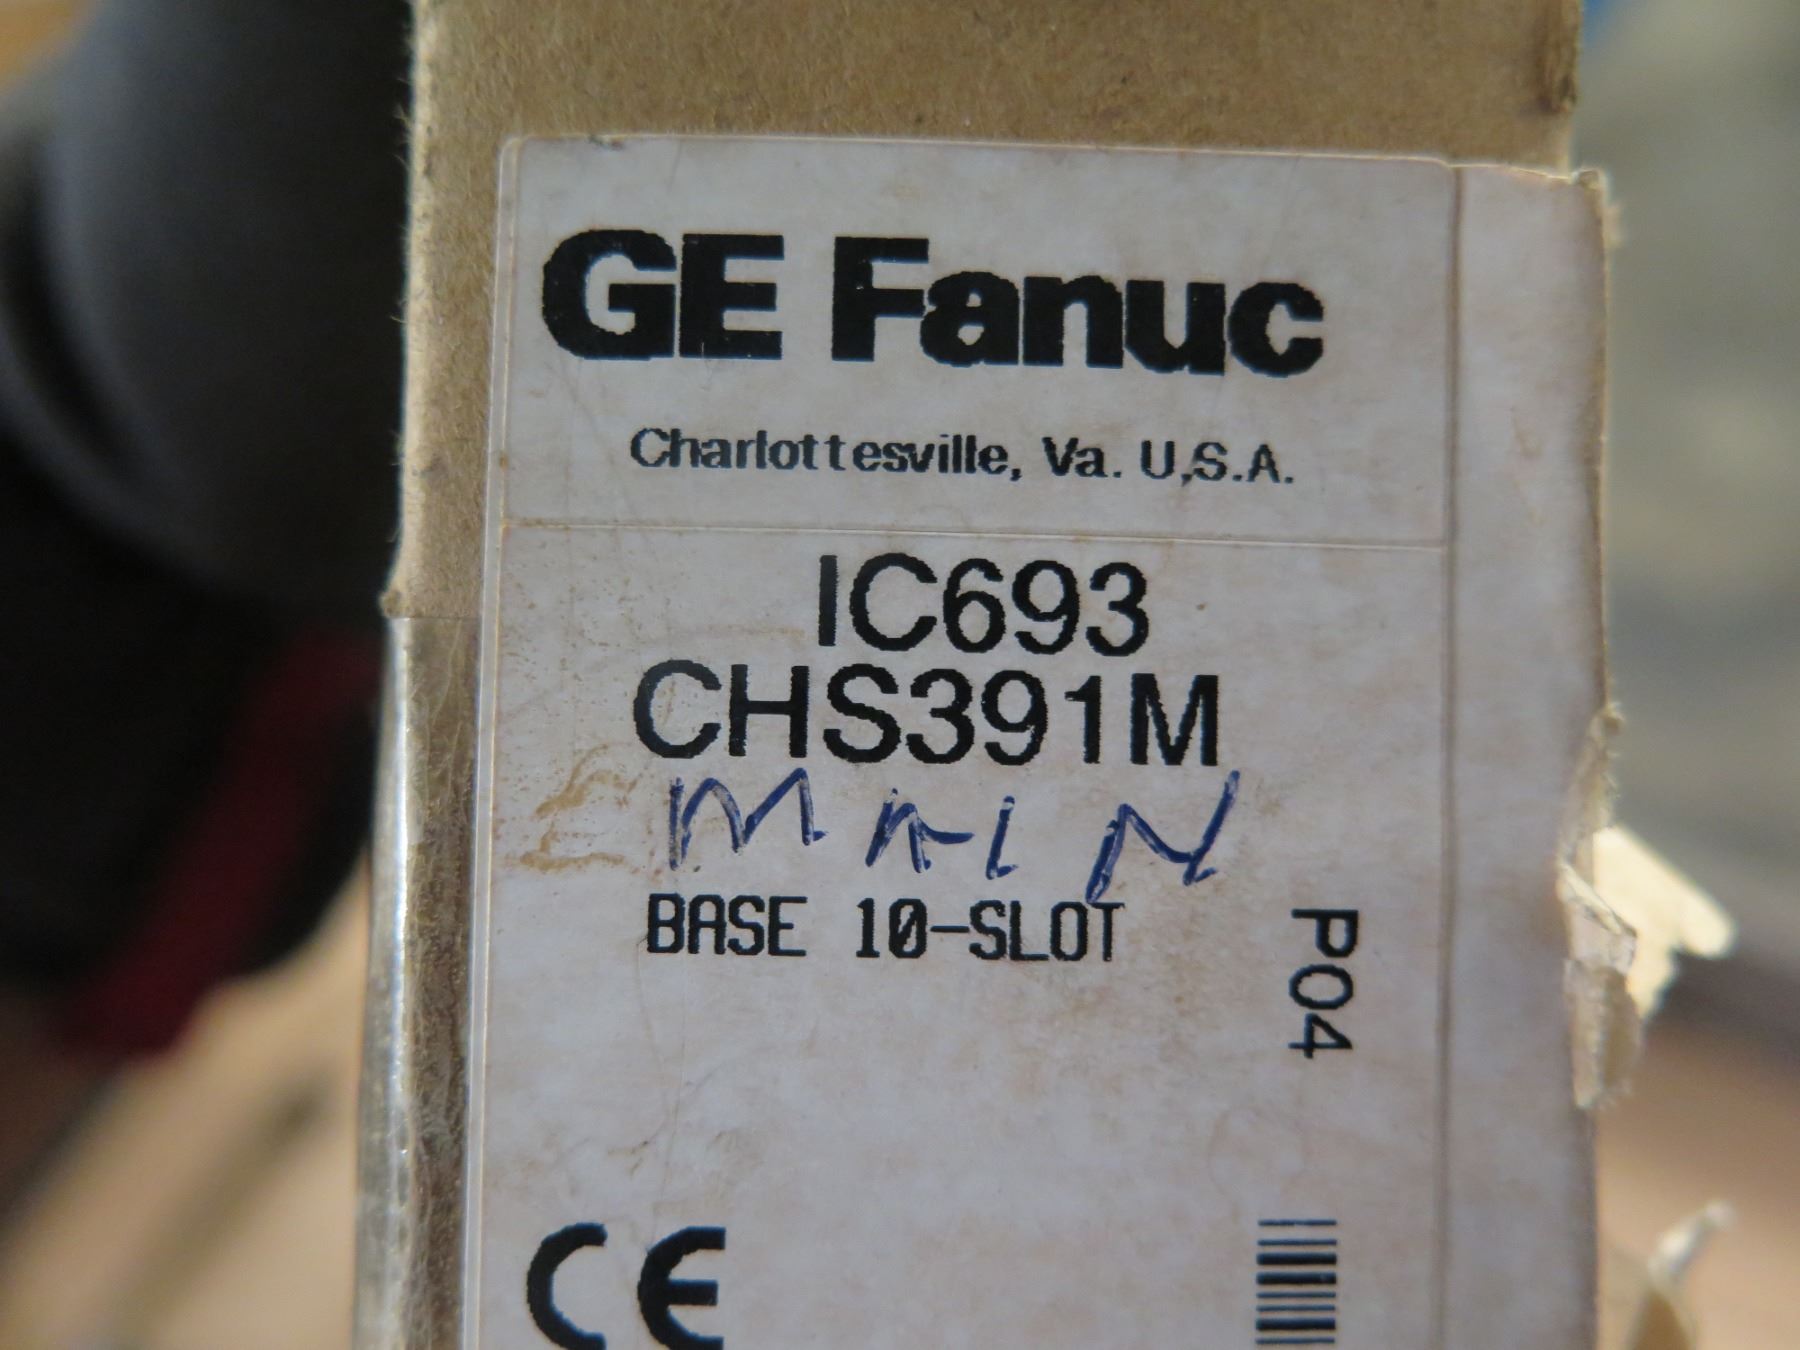 GE Fanuc
Charlottesville, Va. U.S.A.
IC693
CHS391M
MAIN
BASE 10-SLOT
P04
CE